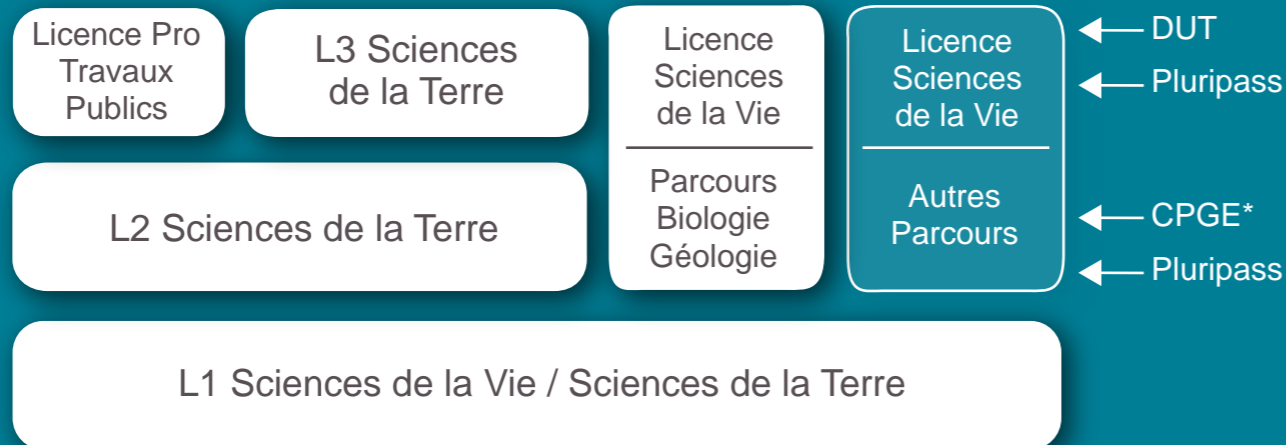 Licence Pro
Travaux
Publics
L3 Sciences
de la Terre
Licence
Sciences
de la Vie
Parcours
Biologie
Géologie
Licence
Sciences
de la Vie
Autres
Parcours
DUT
Pluripass
CPGE*
Pluripass
L2 Sciences de la Terre
L1 Sciences de la Vie / Sciences de la Terre